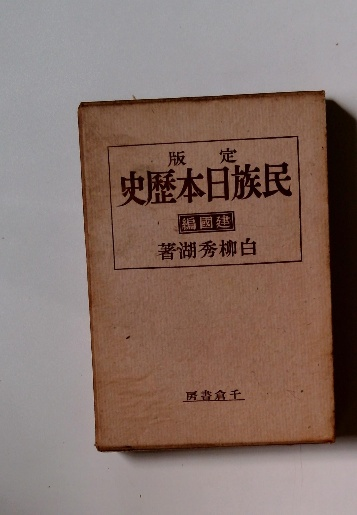 定版
民族日本歴史
建國編
白柳秀湖著
千倉書房